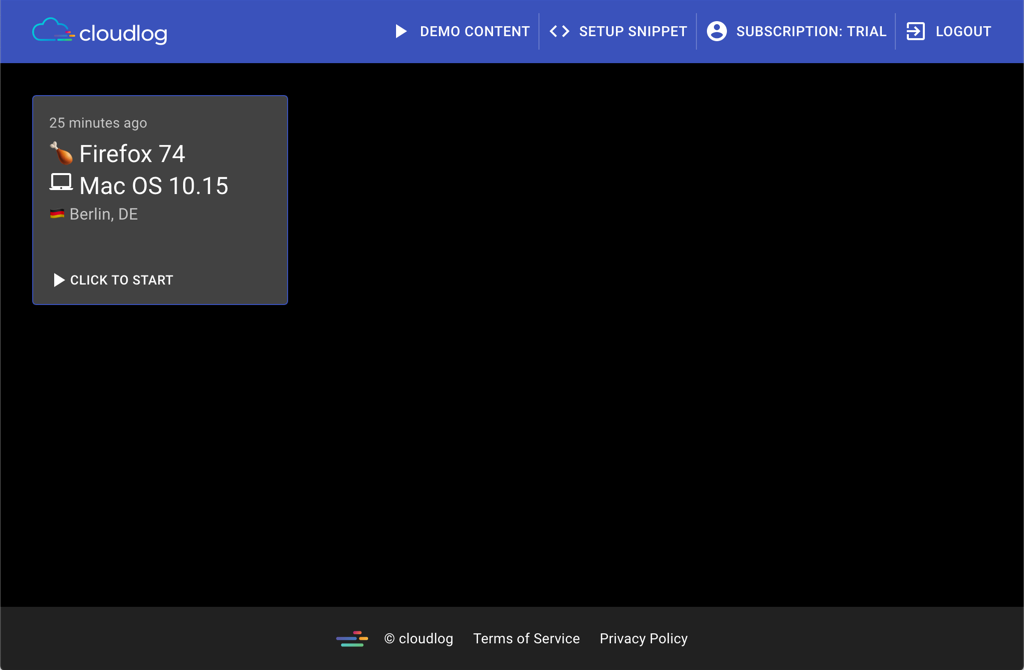 cloudlog
DEMO CONTENT
SETUP SNIPPET
SUBSCRIPTION: TRIAL
LOGOUT
25 minutes ago
Firefox 74
Mac OS 10.15
Berlin, DE
CLICK TO START
© cloudlog
Terms of Service
Privacy Policy